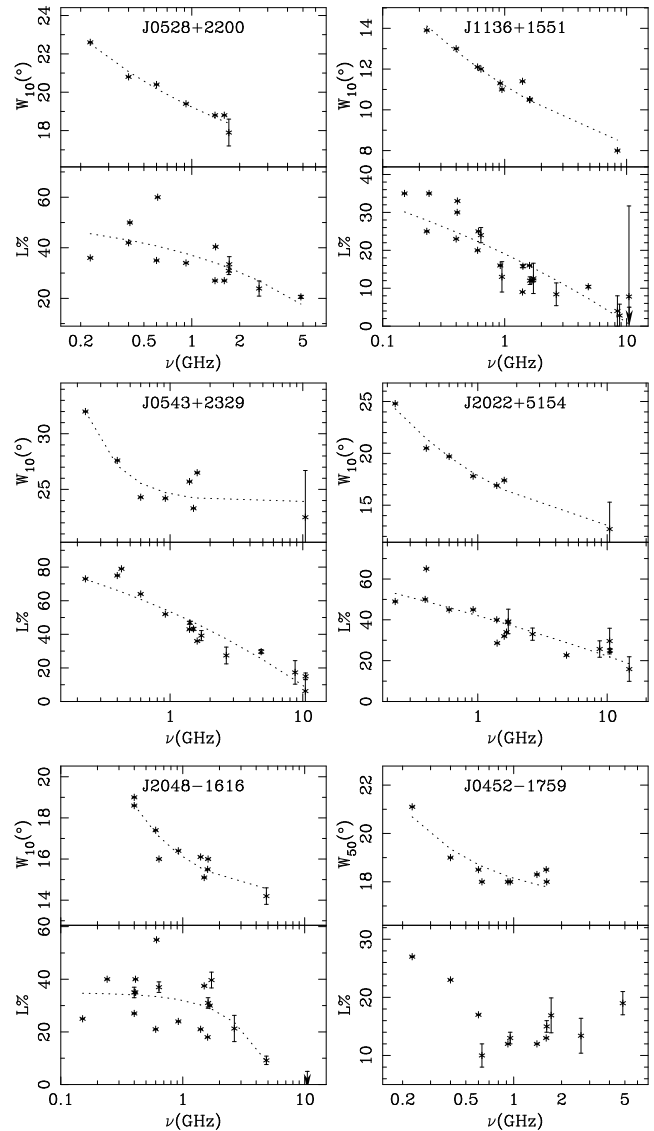 J0528+2200
W10(°)
24
22
20
18
L%
60
40
20
0.2 0.5 1 2 5
ν(GHz)
J1136+1551
W10(°)
16
14
12
10
8
L%
40
30
20
10
0
0.1 1 10
ν(GHz)
J0543+2329
W10(°)
30
25
L%
80
60
40
20
0
1 10
ν(GHz)
J2022+5154
W10(°)
25
20
15
L%
60
40
20
0
1 10
ν(GHz)
J2048−1616
W10(°)
20
18
16
14
L%
60
40
20
0
0.1 1 10
ν(GHz)
J0452−1759
W50(°)
22
20
18
L%
30
20
10
0.2 0.5 1 2 5
ν(GHz)